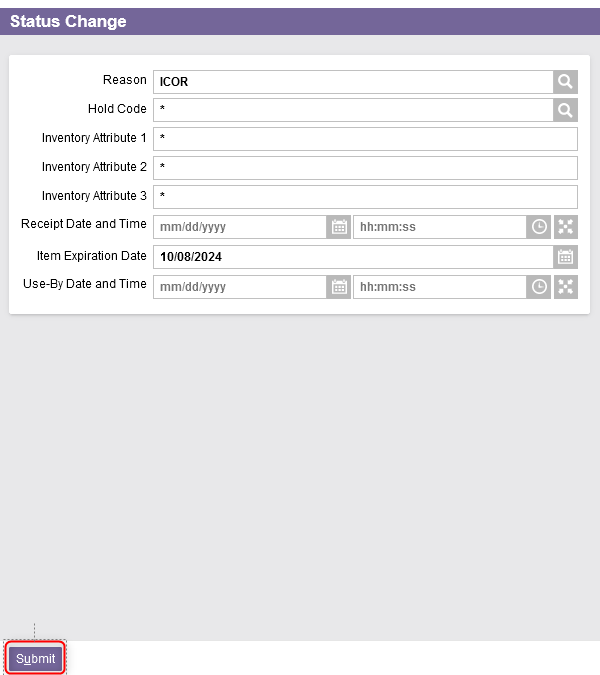 Status Change
Reason ICOR
Hold Code *
Inventory Attribute 1 *
Inventory Attribute 2 *
Inventory Attribute 3 *
Receipt Date and Time mm/dd/yyyy hh:mm:ss
Item Expiration Date 10/08/2024
Use-By Date and Time mm/dd/yyyy hh:mm:ss
Submit